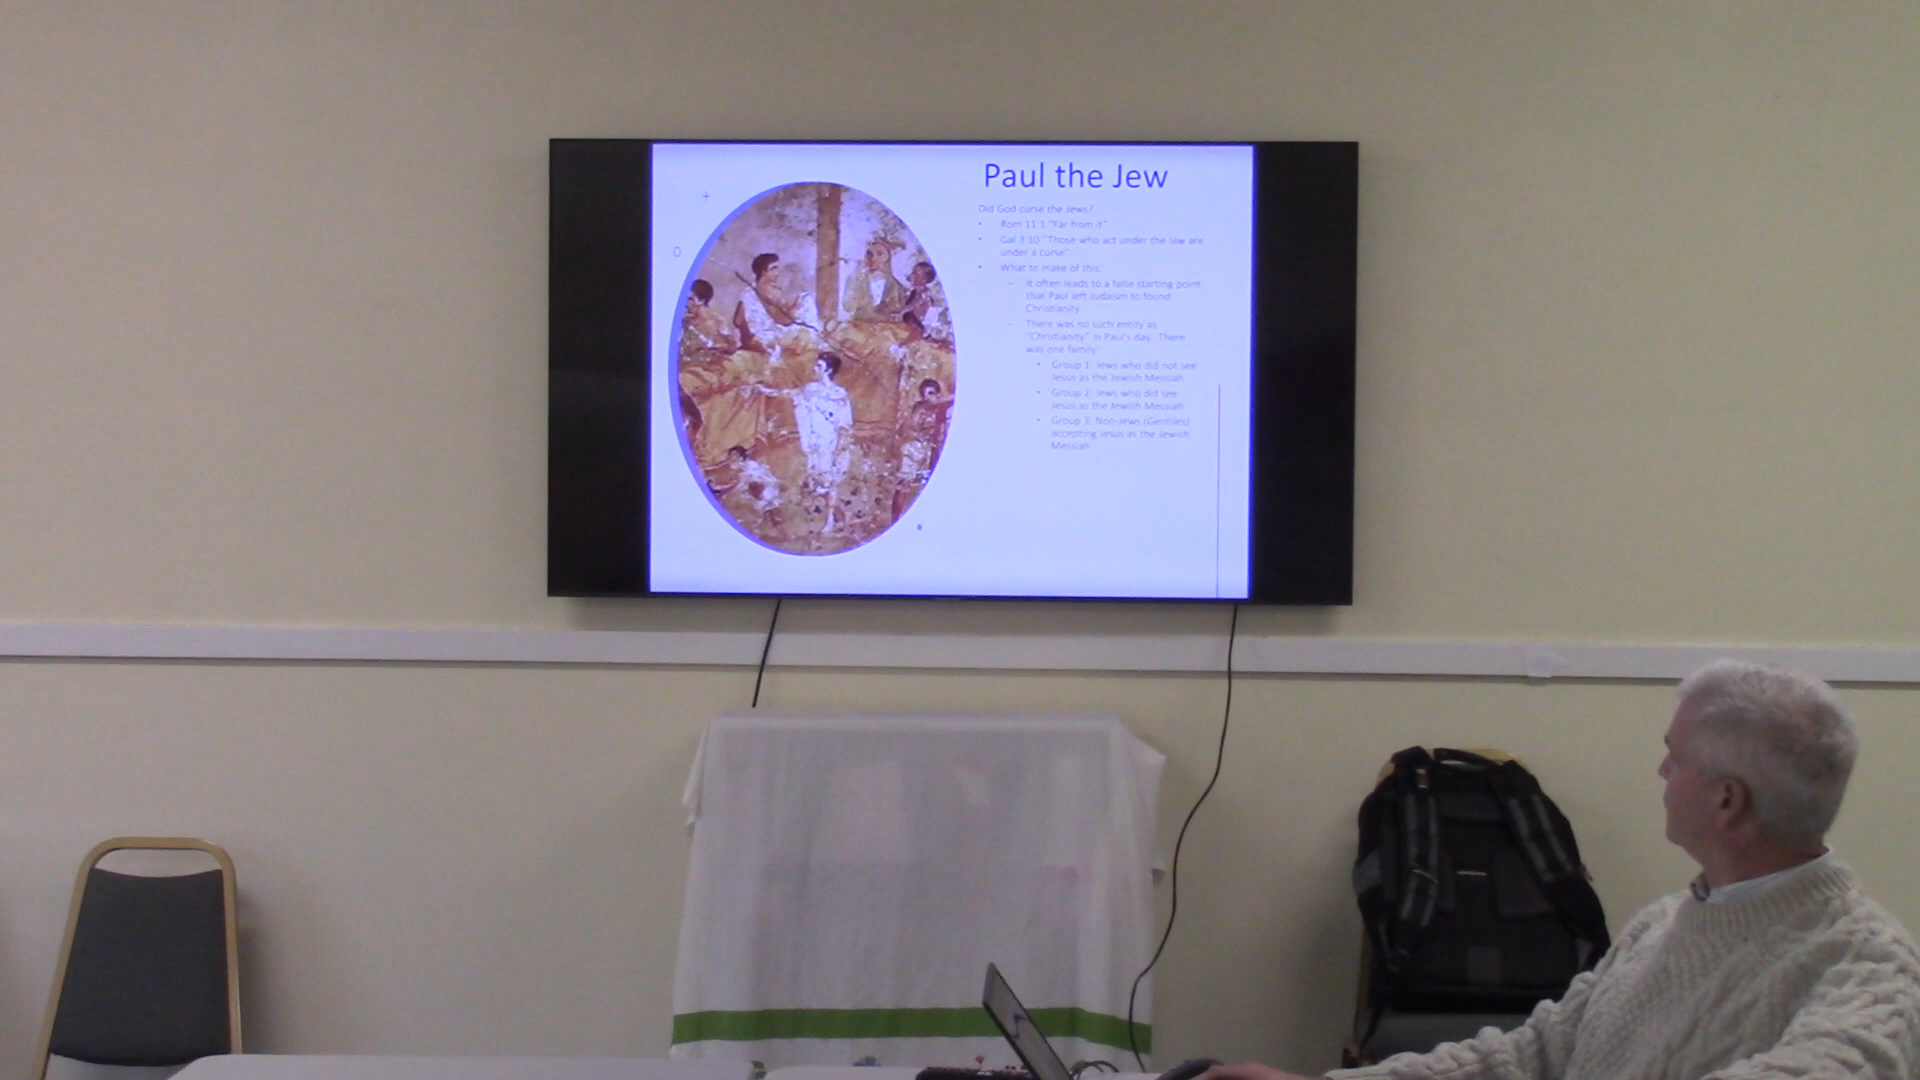 Paul the Jew
Did God curse the Jews?
• Rom 11:1 "Far from it"
• Gal 3:10 "Those who act under the law are
under a curse"
• What to make of this:
– It often leads to a false starting point
that Paul left Judaism to found
Christianity
– There was no such entity as
"Christianity" in Paul's day. There
was one family:
• Group 1: Jews who did not see
Jesus as the Jewish Messiah
• Group 2: Jews who did see
Jesus as the Jewish Messiah
• Group 3: Non-Jews (Gentiles)
accepting Jesus as the Jewish
Messiah